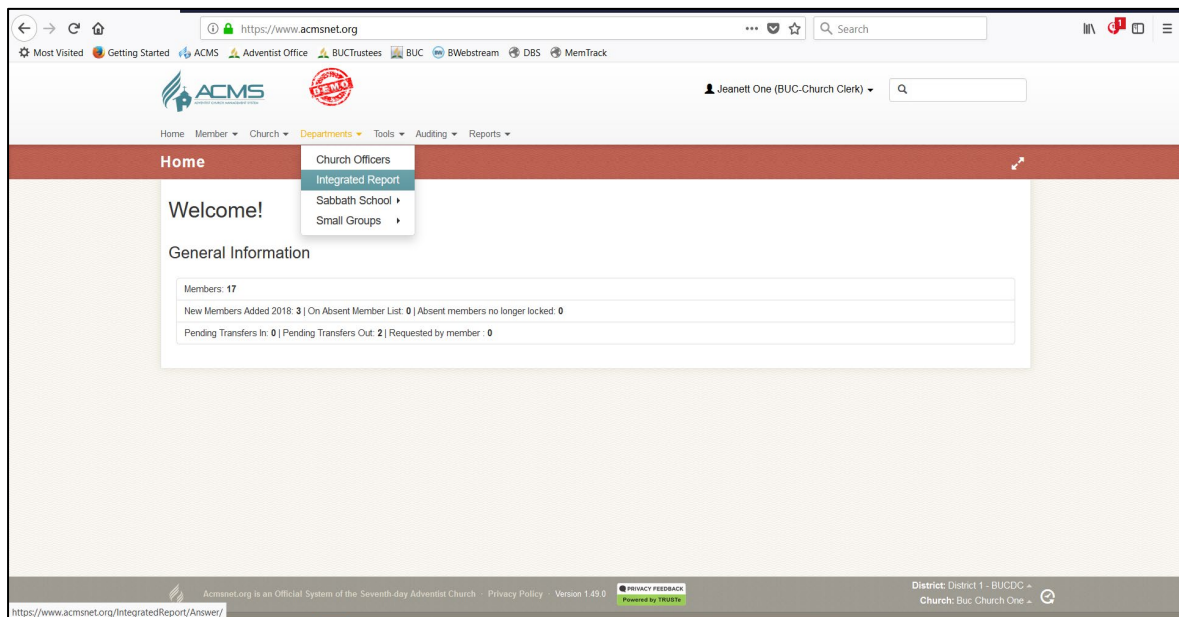 https://www.acmsnet.org
Search
1
Most Visited Getting Started ACMS Adventist Office BUCTrustees BUC BWebstream DBS MemTrack
ACMS
DEMO
Jeanett One (BUC-Church Clerk)
Home Member Church Departments Tools Auditing Reports
Home
Church Officers
Integrated Report
Sabbath School
Small Groups
Welcome!
General Information
Members: 17
New Members Added 2018: 3 | On Absent Member List: 0 | Absent members no longer locked: 0
Pending Transfers In: 0 | Pending Transfers Out: 2 | Requested by member : 0
Acmsnet.org is an Official System of the Seventh-day Adventist Church - Privacy Policy - Version 1.49.0
PRIVACY FEEDBACK
Powered by TRUSTe
District: District 1 - BUCDC
Church: Buc Church One
https://www.acmsnet.org/IntegratedReport/Answer/